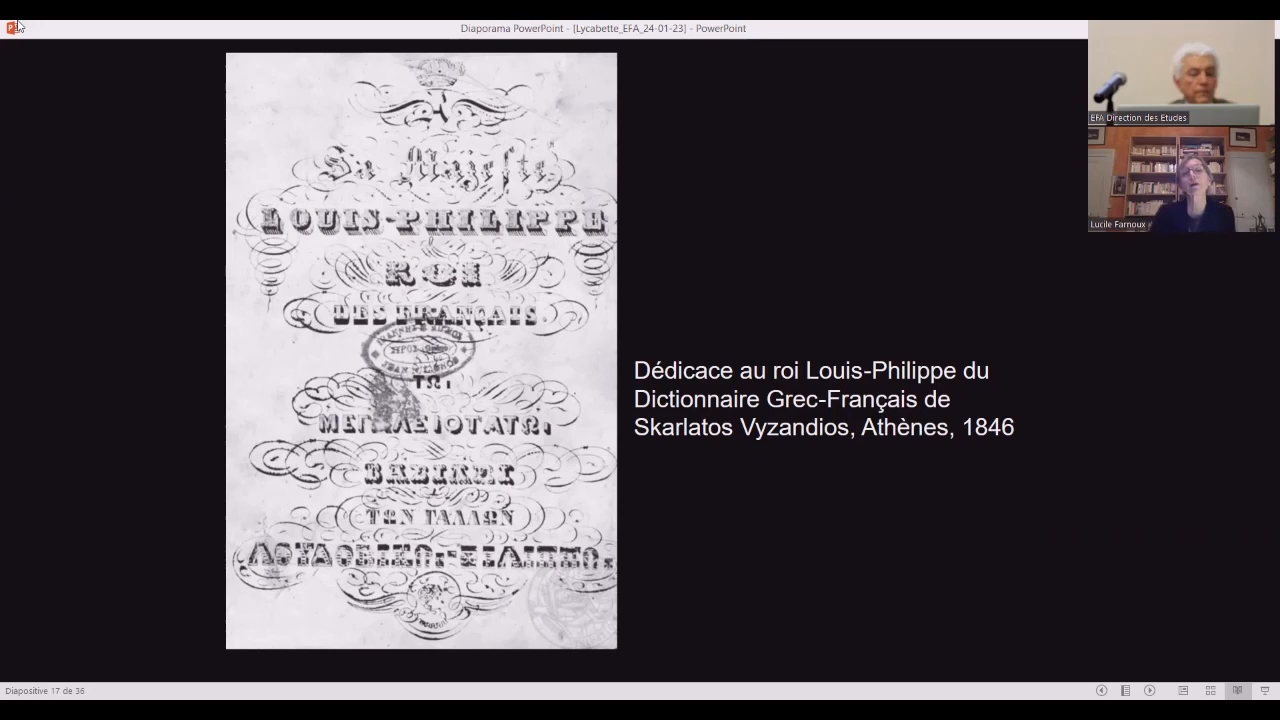 Diaporama PowerPoint - [Lycabette_EFA_24-01-23] - PowerPoint
EFA Direction des Etudes
Lucile Farnoux
Sa Majesté
LOUIS-PHILIPPE
ROI
DES FRANÇAIS
ΤΩι
ΜΕΓΑΛΕΙΟΤΑΤΩι
ΒΑΣΙΛΕΙ
ΤΩΝ ΓΑΛΛΩΝ
Dédicace au roi Louis-Philippe du
Dictionnaire Grec-Français de
Skarlatos Vyzandios, Athènes, 1846
Diapositive 17 de 36